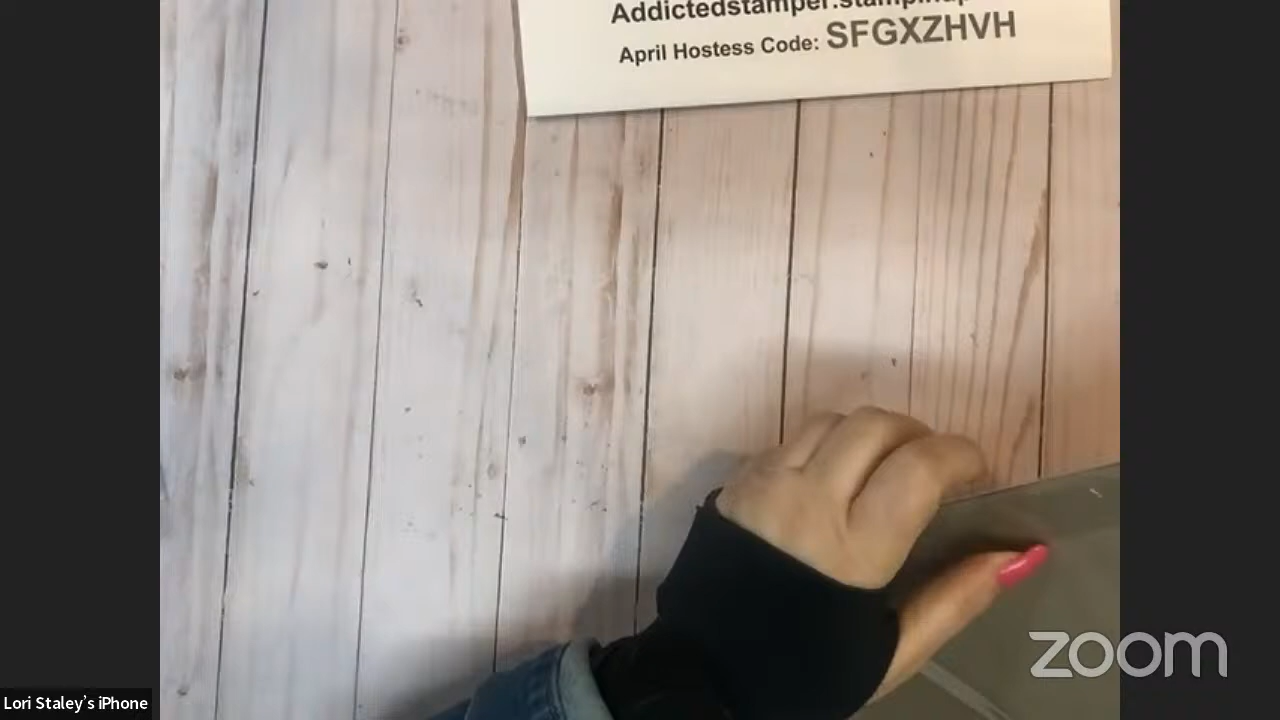 Addictedstamper.stampinup
April Hostess Code: SFGXZHVH
zoom
Lori Staley's iPhone